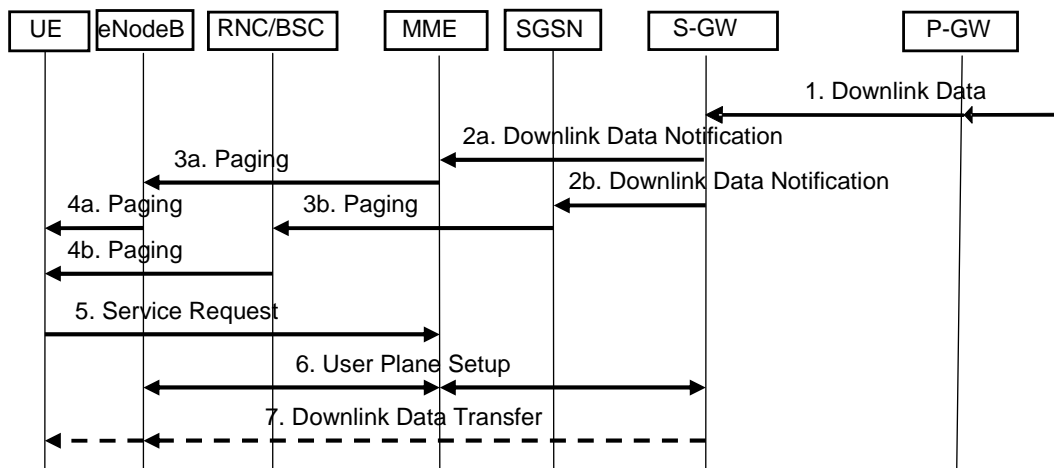 UE
eNodeB
RNC/BSC
MME
SGSN
S-GW
P-GW
1. Downlink Data
2a. Downlink Data Notification
3a. Paging
2b. Downlink Data Notification
4a. Paging
3b. Paging
4b. Paging
5. Service Request
6. User Plane Setup
7. Downlink Data Transfer